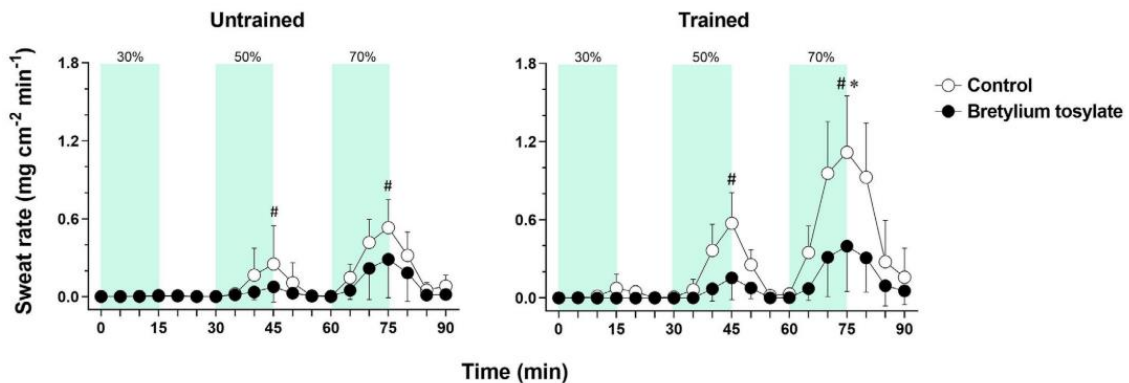 Untrained
Trained
30%
50%
70%
30%
50%
70%
Control
Bretylium tosylate
Sweat rate (mg cm-2 min-1)
1.8
1.2
0.6
0.0
1.8
1.2
0.6
0.0
# *
#
#
#
0 15 30 45 60 75 90
0 15 30 45 60 75 90
Time (min)